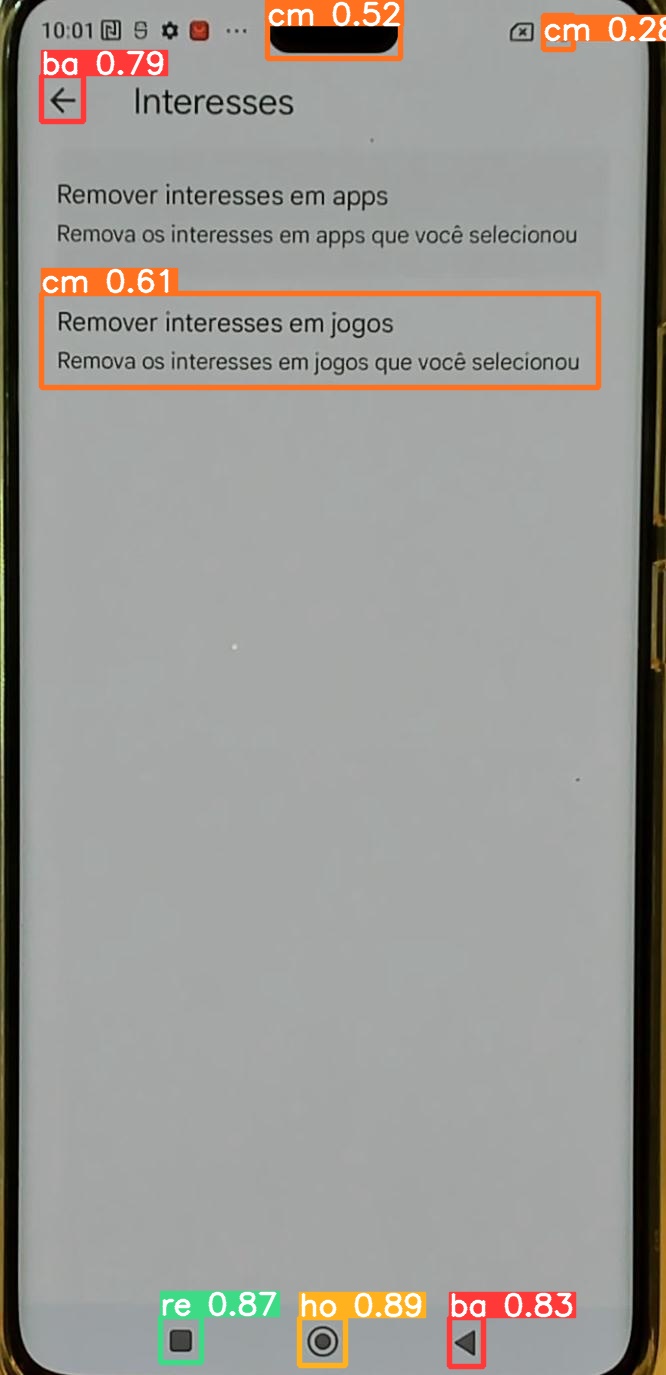 cm 0.52
10:01
cm 0.28
ba 0.79
Interesses
Remover interesses em apps
Remova os interesses em apps que você selecionou
cm 0.61
Remover interesses em jogos
Remova os interesses em jogos que você selecionou
re 0.87
ho 0.89
ba 0.83